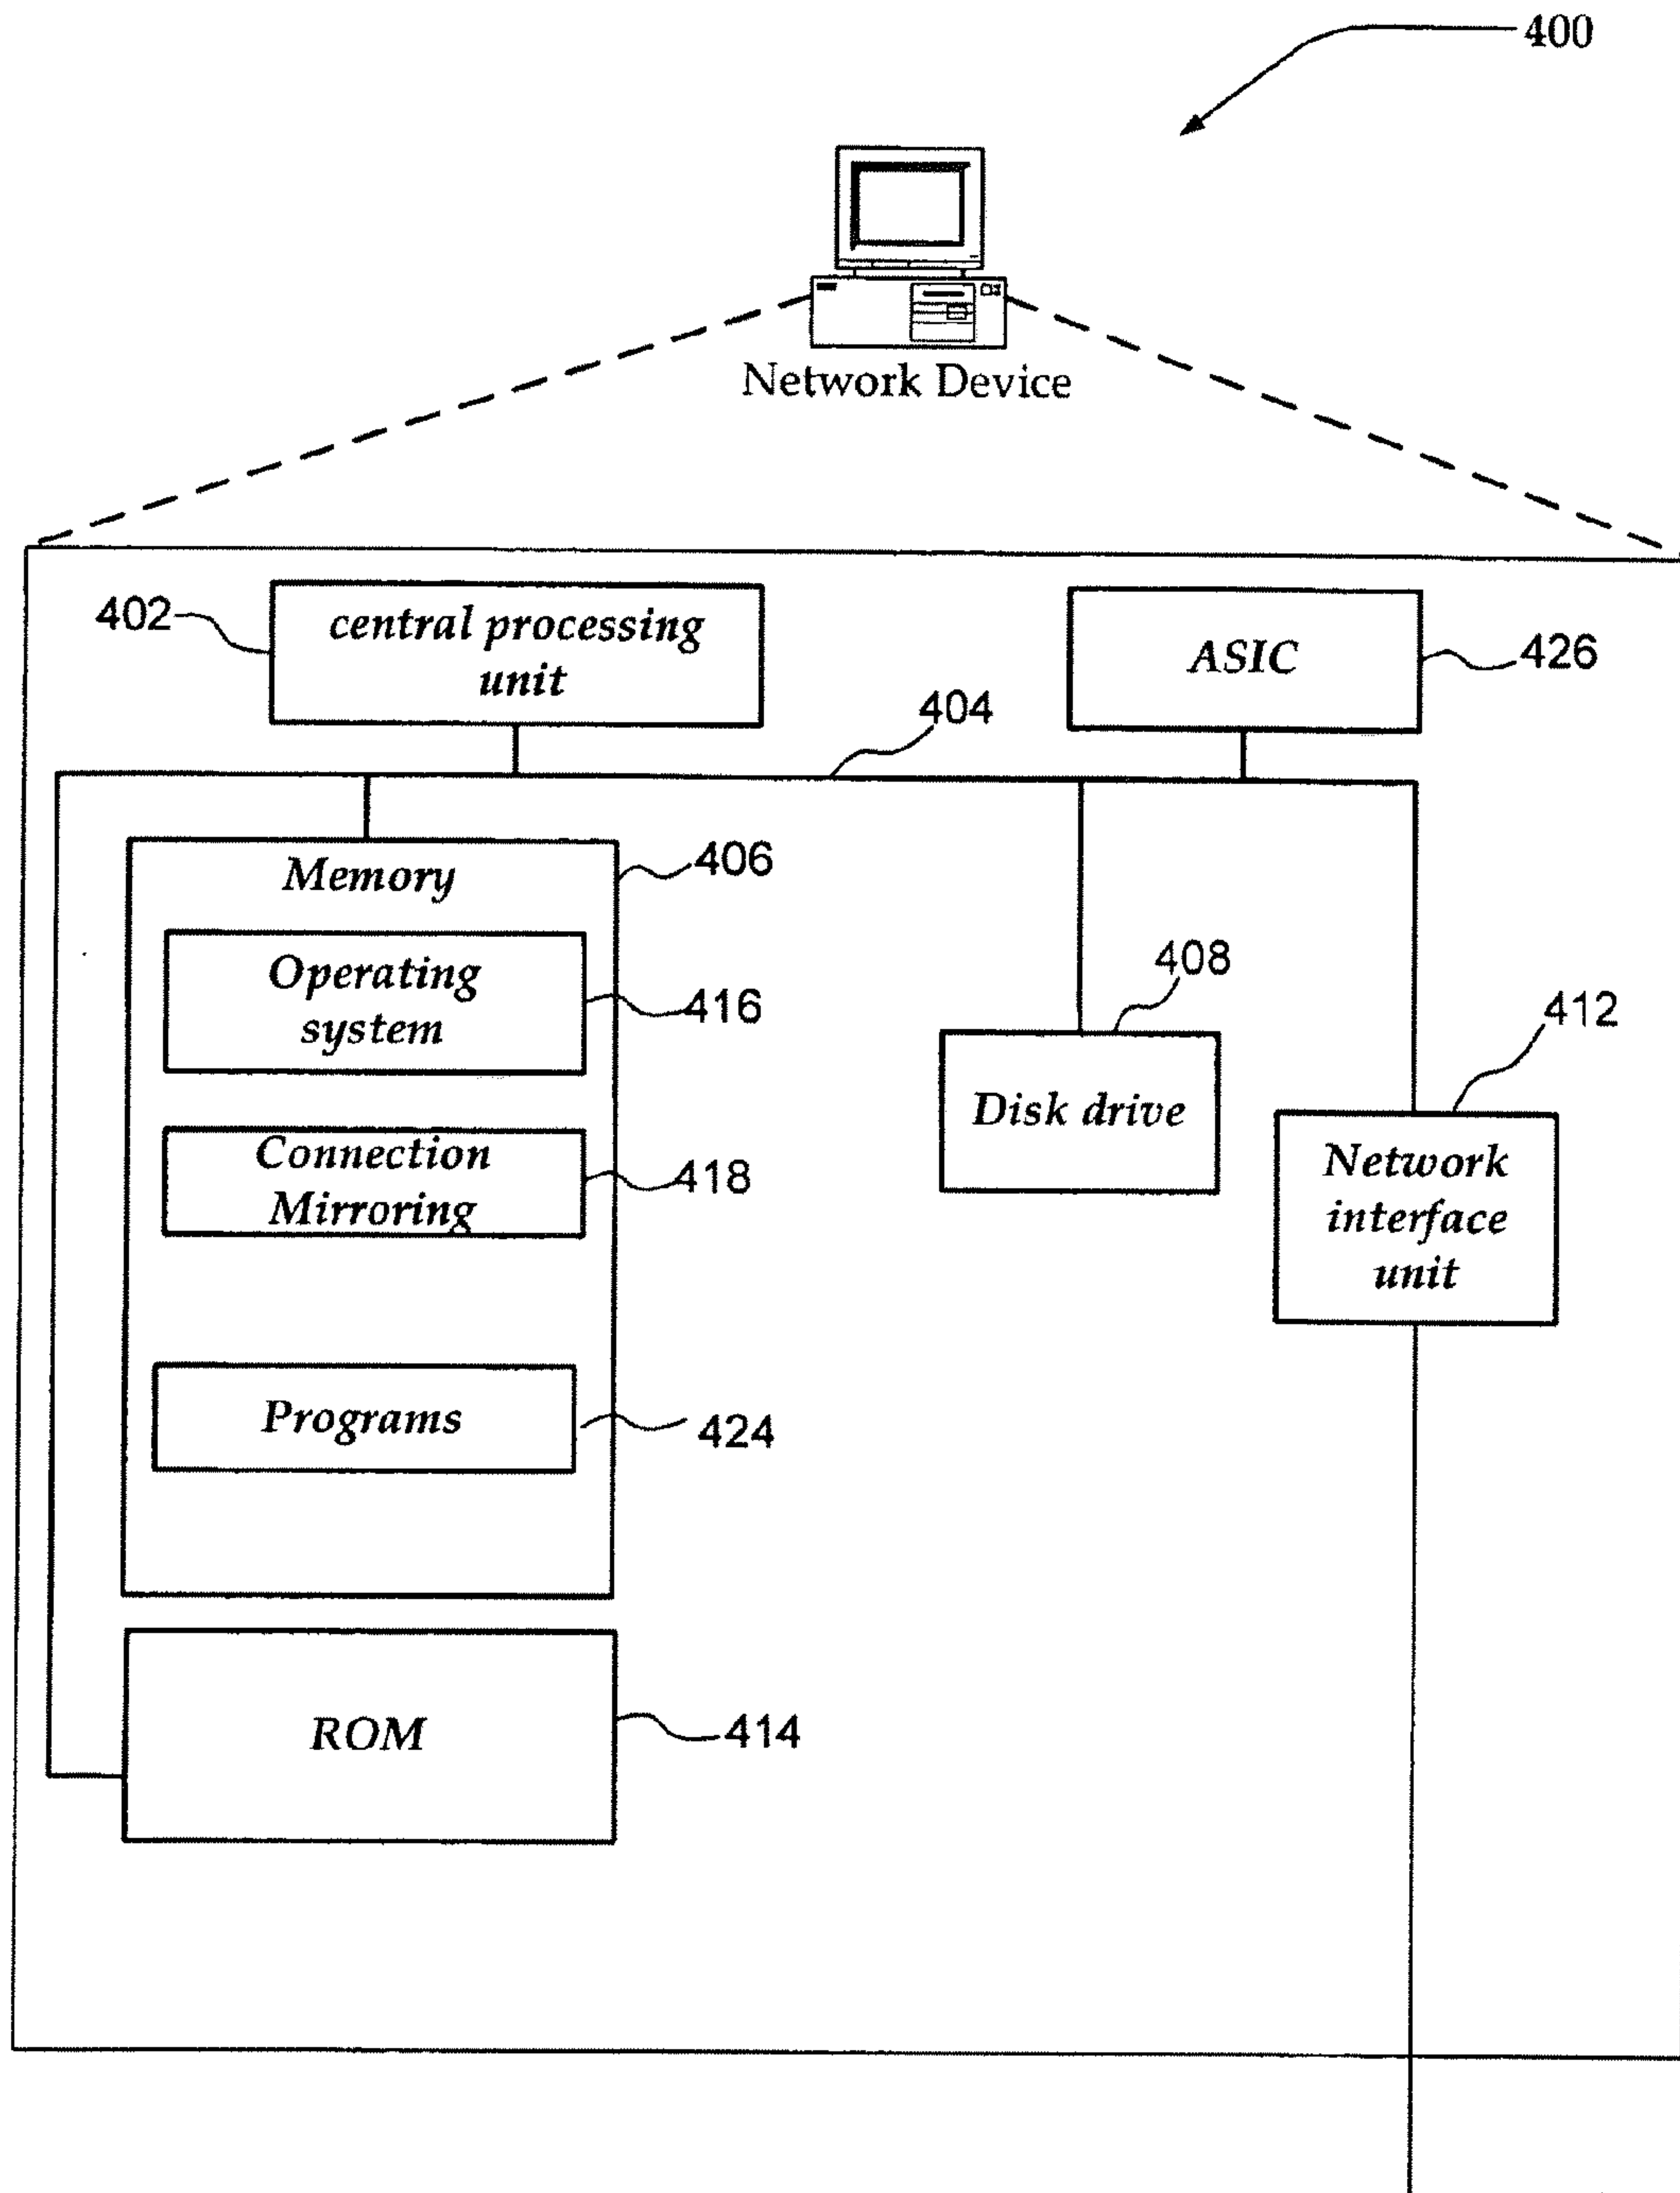 400
Network Device
402
central processing
unit
ASIC
426
404
Memory
406
Operating
system
416
408
412
Connection
Mirroring
418
Disk drive
Network
interface
unit
Programs
424
ROM
414